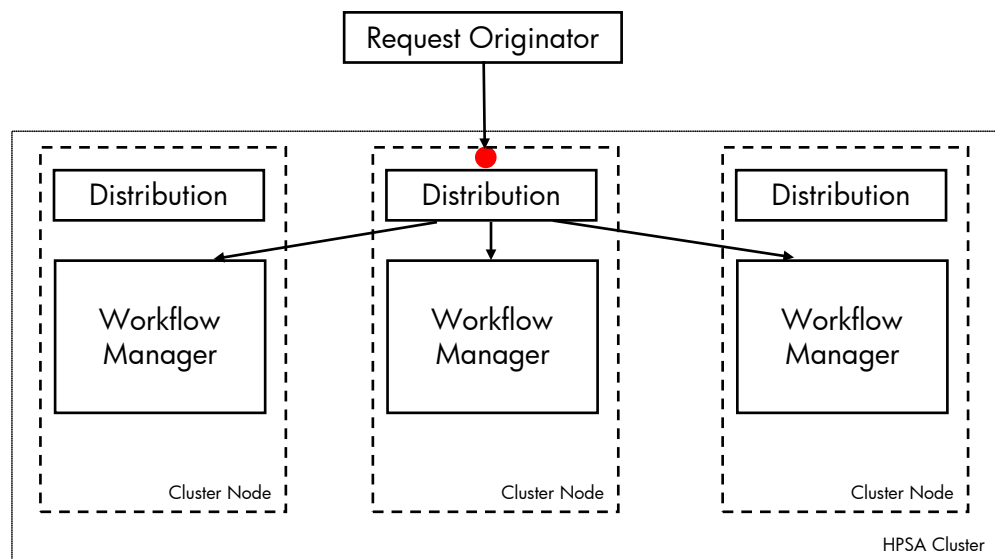 Request Originator
Distribution
Distribution
Distribution
Workflow
Manager
Workflow
Manager
Workflow
Manager
Cluster Node
Cluster Node
Cluster Node
HPSA Cluster